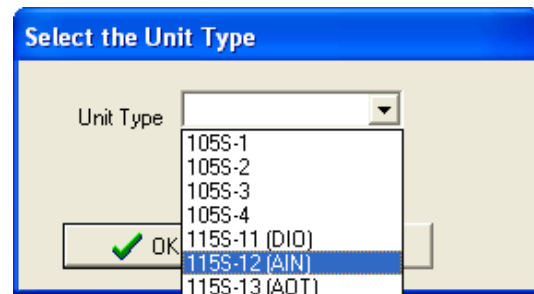 Select the Unit Type
Unit Type
105S-1
105S-2
105S-3
105S-4
115S-11 (DIO)
OK
115S-12 (AIN)
115S-13 (AOT)